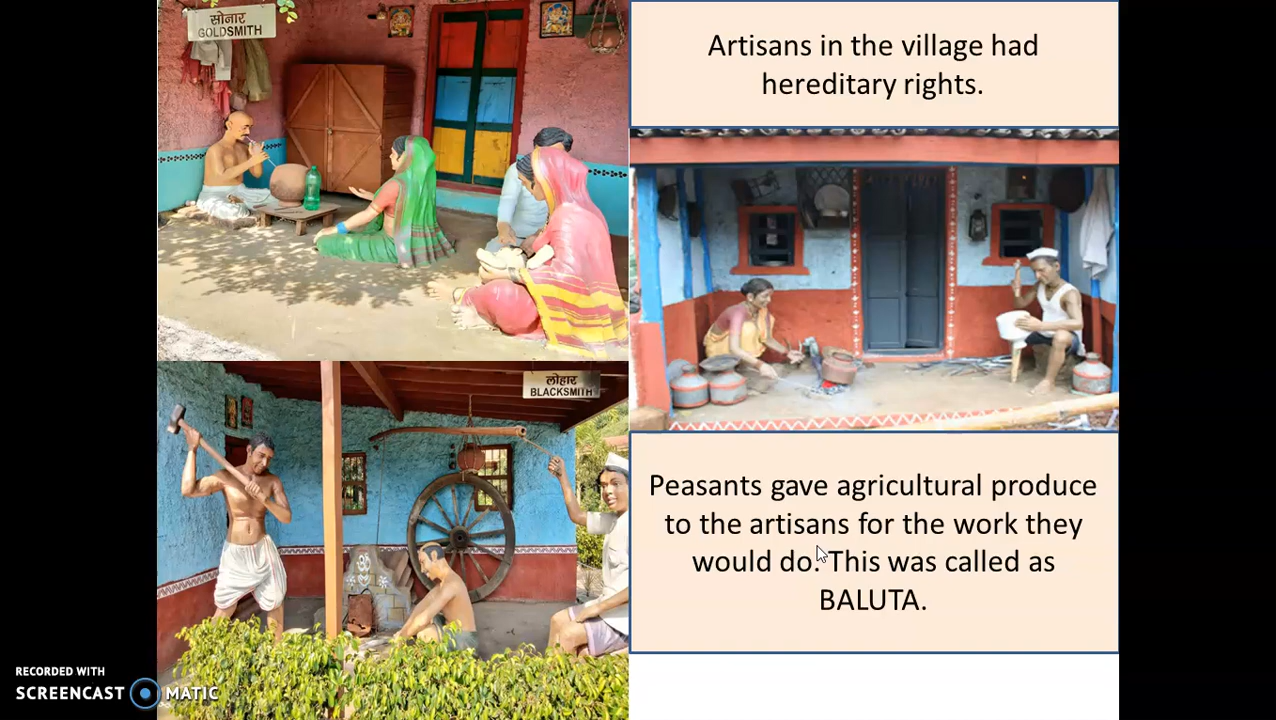 सोनार
GOLDSMITH
Artisans in the village had
hereditary rights.
लोहार
BLACKSMITH
Peasants gave agricultural produce
to the artisans for the work they
would do. This was called as
BALUTA.
RECORDED WITH
SCREENCAST MATIC